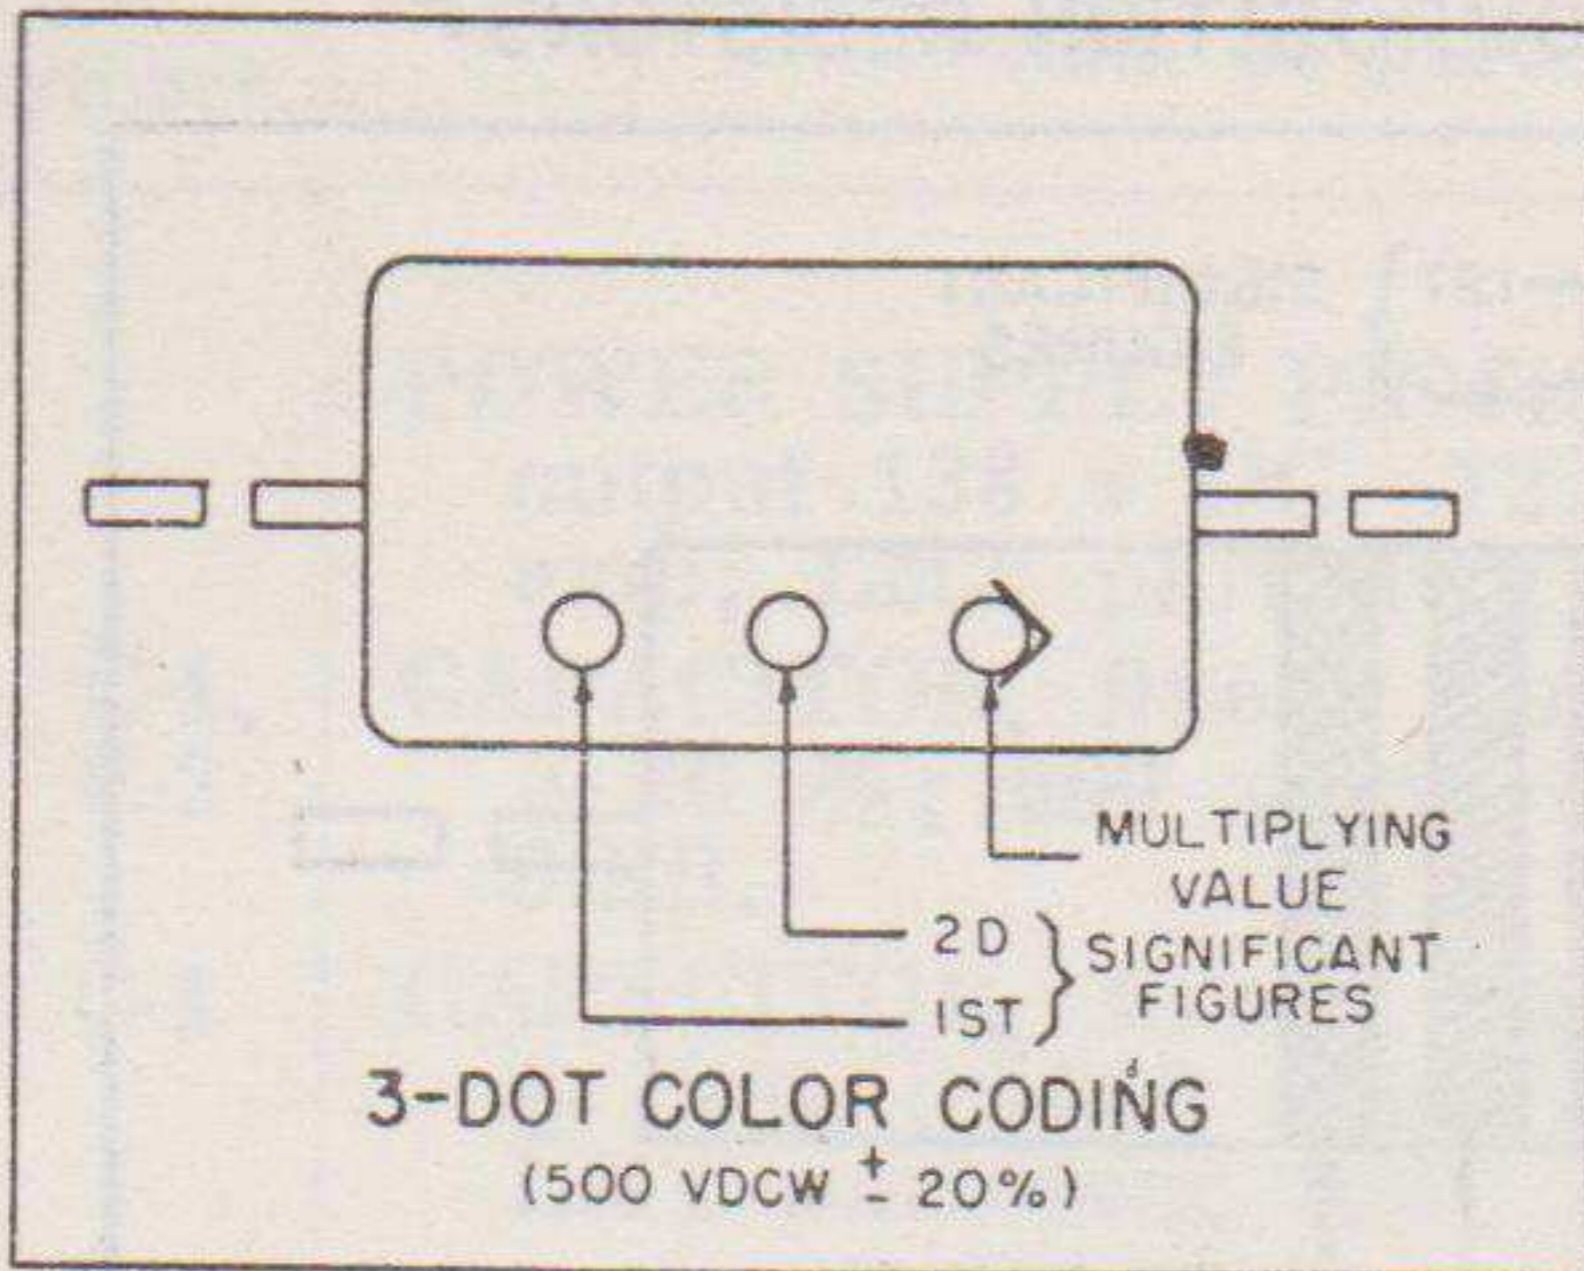 MULTIPLYING
VALUE
2D
SIGNIFICANT
FIGURES
1ST
3-DOT COLOR CODING
(500 VDCW ± 20%)